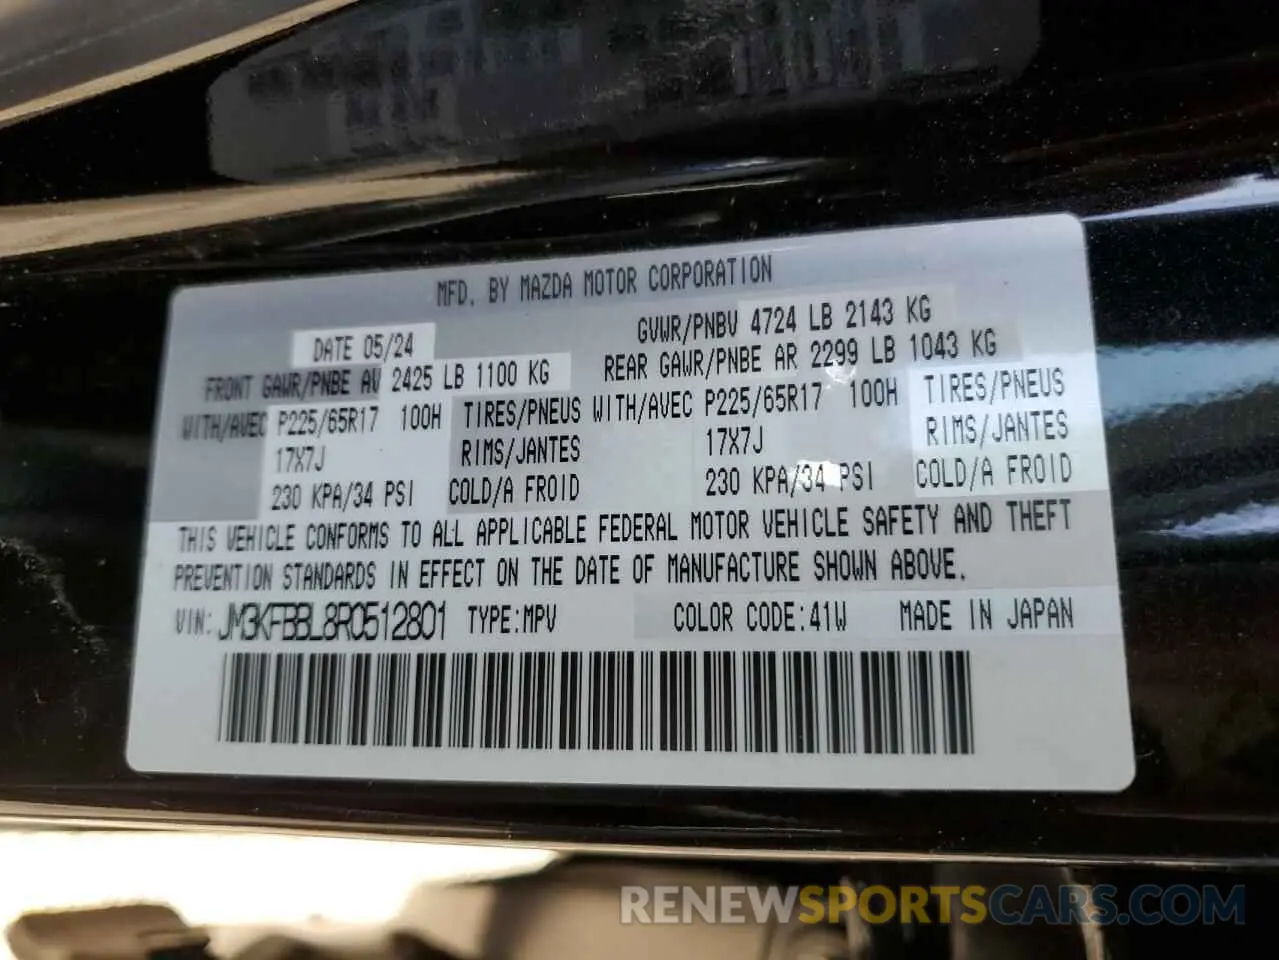 MFD. BY MAZDA MOTOR CORPORATION
DATE 05/24 GVWR/PNBV 4724 LB 2143 KG
FRONT GAWR/PNBE AV 2425 LB 1100 KG REAR GAWR/PNBE AR 2299 LB 1043 KG
WITH/AVEC P225/65R17 100H TIRES/PNEUS WITH/AVEC P225/65R17 100H TIRES/PNEUS
17X7J RIMS/JANTES 17X7J RIMS/JANTES
230 KPA/34 PSI COLD/A FROID 230 KPA/34 PSI COLD/A FROID
THIS VEHICLE CONFORMS TO ALL APPLICABLE FEDERAL MOTOR VEHICLE SAFETY AND THEFT
PREVENTION STANDARDS IN EFFECT ON THE DATE OF MANUFACTURE SHOWN ABOVE.
VIN: JM3KFBBL8R0512801 TYPE:MPV COLOR CODE:41W MADE IN JAPAN
RENEWSPORTSCARS.COM